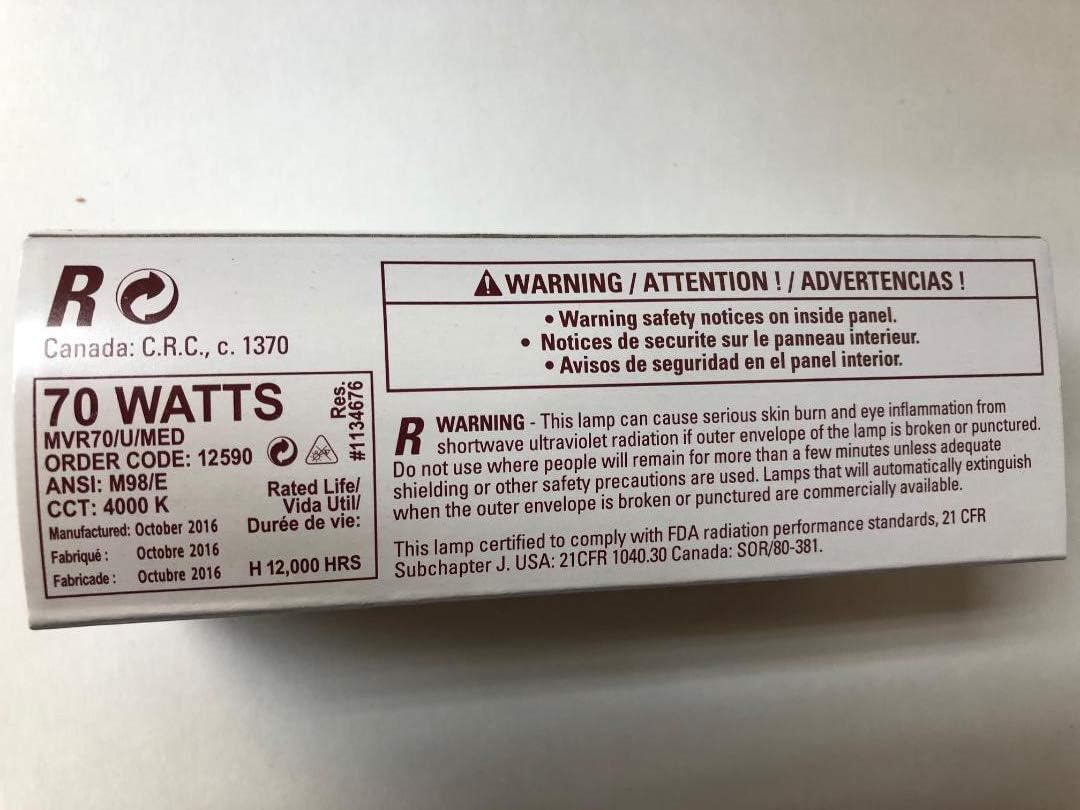 R
Canada: C.R.C., c. 1370
70 WATTS
MVR70/U/MED
ORDER CODE: 12590
ANSI: M98/E
CCT: 4000 K
Manufactured: October 2016
Fabriqué : Octobre 2016
Fabricade : Octubre 2016
Res.
#1134676
Rated Life/
Vida Util/
Durée de vie:
H 12,000 HRS
WARNING / ATTENTION ! / ADVERTENCIAS !
• Warning safety notices on inside panel.
• Notices de securite sur le panneau interieur.
• Avisos de seguridad en el panel interior.
R WARNING - This lamp can cause serious skin burn and eye inflammation from
shortwave ultraviolet radiation if outer envelope of the lamp is broken or punctured.
Do not use where people will remain for more than a few minutes unless adequate
shielding or other safety precautions are used. Lamps that will automatically extinguish
when the outer envelope is broken or punctured are commercially available.
This lamp certified to comply with FDA radiation performance standards, 21 CFR
Subchapter J. USA: 21CFR 1040.30 Canada: SOR/80-381.